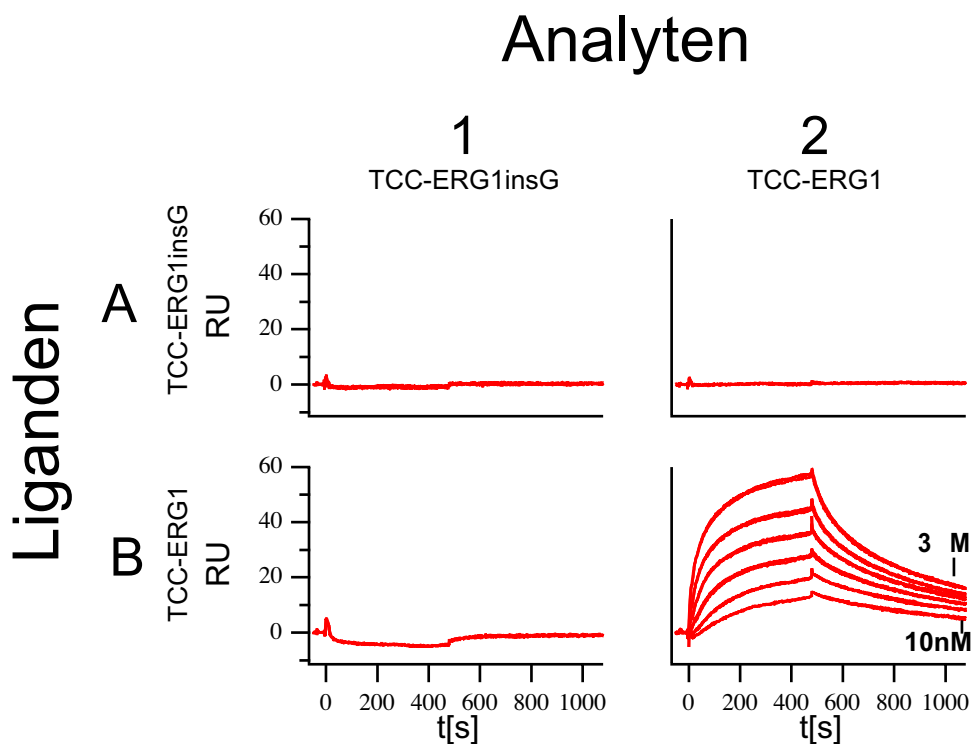 Analyten
1
2
TCC-ERG1insG
TCC-ERG1
Liganden
A
TCC-ERG1insG
RU
60
40
20
0
B
TCC-ERG1
RU
60
40
20
0
3 M
10nM
0 200 400 600 800 1000
0 200 400 600 800 1000
t[s]
t[s]